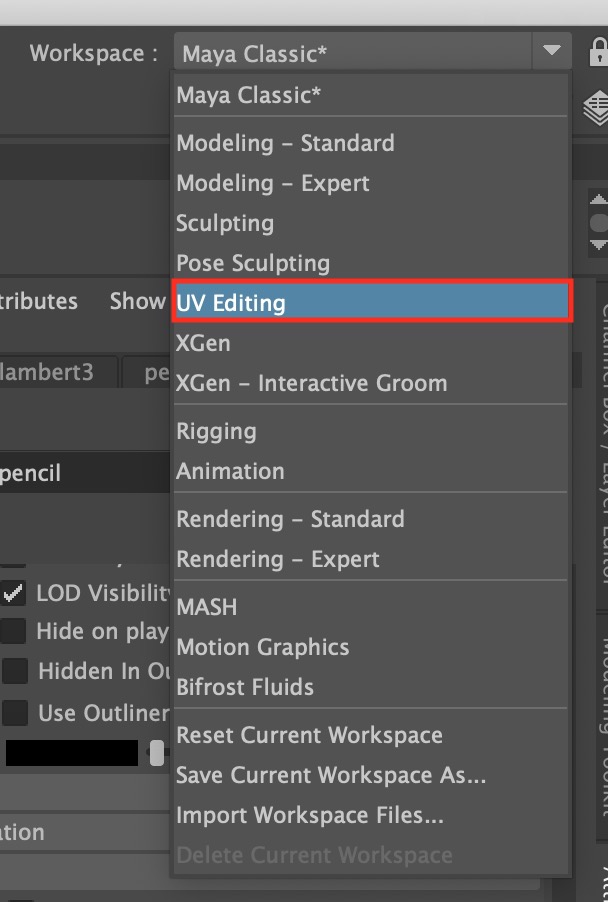 Workspace : Maya Classic*
Maya Classic*
Modeling – Standard
Modeling – Expert
Sculpting
Pose Sculpting
tributes Show
UV Editing
XGen
lambert3 pe
XGen – Interactive Groom
Rigging
pencil
Animation
Rendering – Standard
Rendering – Expert
LOD Visibility
MASH
Hide on play
Motion Graphics
Hidden In Ou
Bifrost Fluids
Use Outliner
Reset Current Workspace
Save Current Workspace As...
Import Workspace Files...
ation
Delete Current Workspace
Channel Box / Layer Editor
Modeling Toolkit